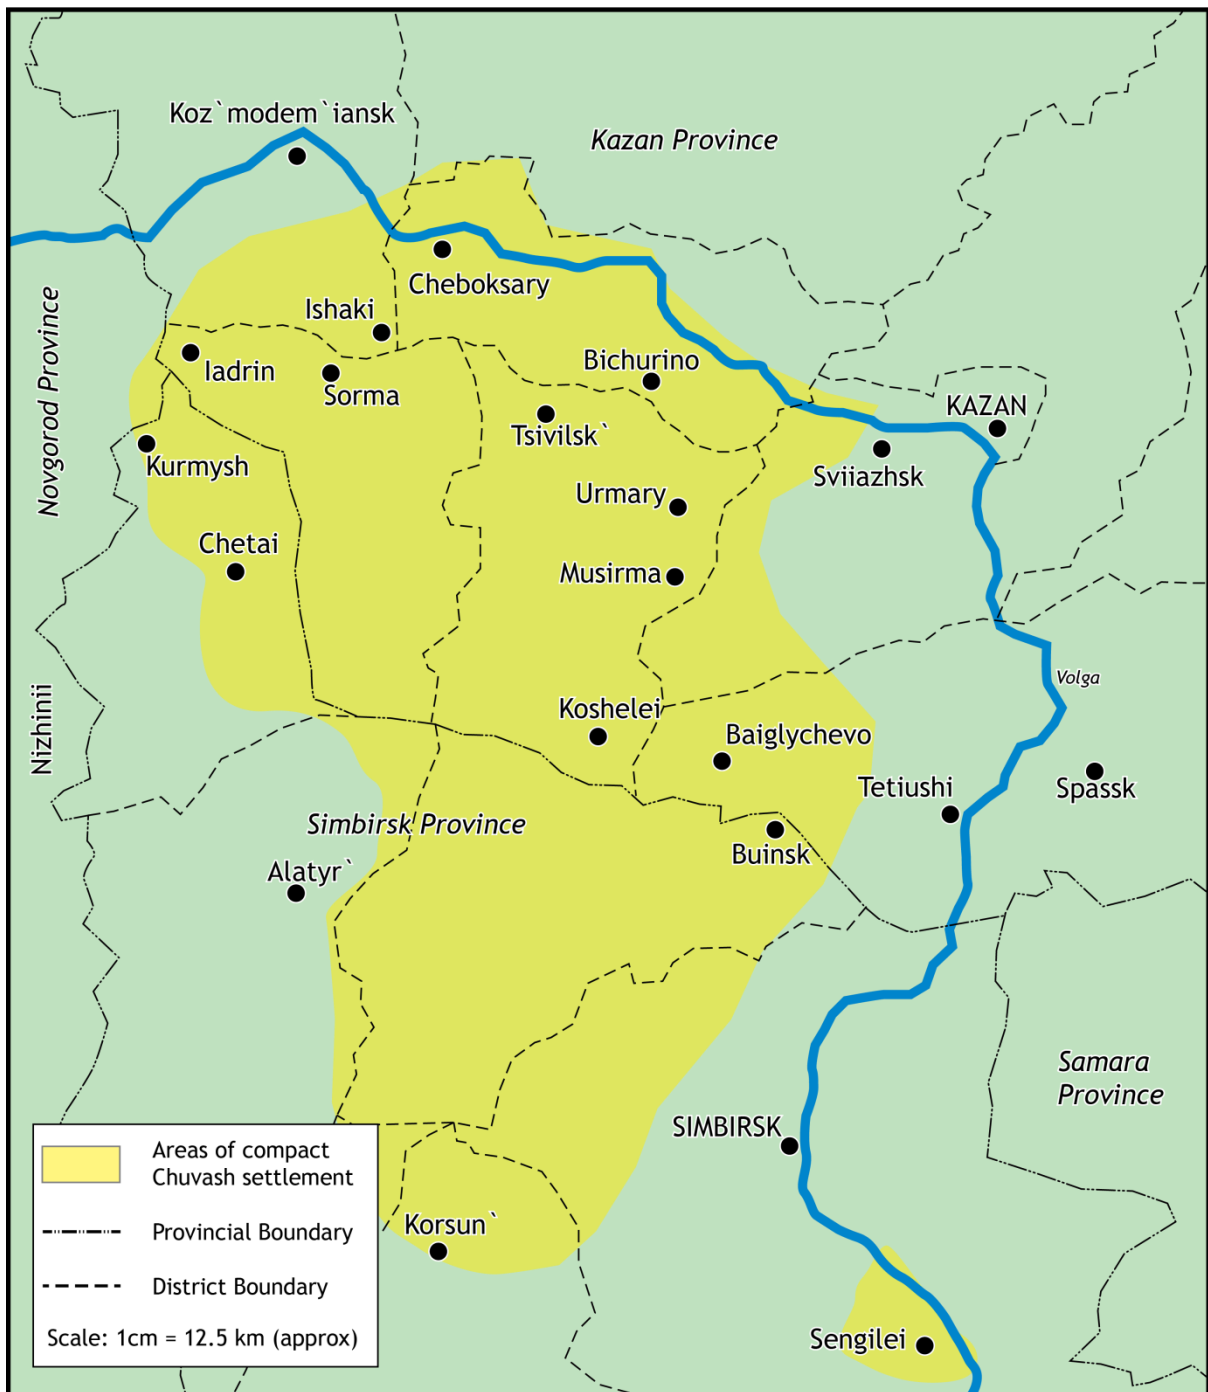 Koz`modem`iansk
Kazan Province
Cheboksary
Ishaki
Novgorod Province
Iadrin
Bichurino
Sorma
KAZAN
Tsivilsk`
Kurmysh
Sviiazhsk
Urmary
Chetai
Musirma
Volga
Nizhinii
Koshelei
Baiglychevo
Tetiushi
Spassk
Simbirsk Province
Buinsk
Alatyr`
Samara
Province
SIMBIRSK
Areas of compact
Chuvash settlement
Provincial Boundary
Korsun`
District Boundary
Scale: 1cm = 12.5 km (approx)
Sengilei